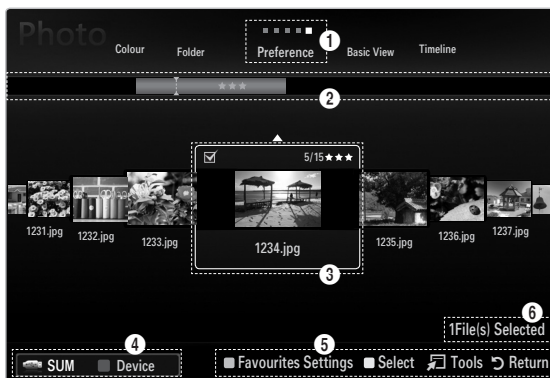 Photo
Colour Folder Preference Basic View Timeline
1
★★★
2
5/15★★★
1231.jpg 1232.jpg 1233.jpg 1234.jpg 1235.jpg 1236.jpg 1237.jpg
3
1File(s) Selected
6
4
SUM Device
5
Favourites Settings Select Tools Return